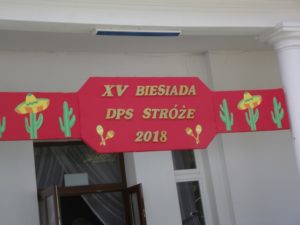 XV BIESIADA
DPS STRÓŻE
2018